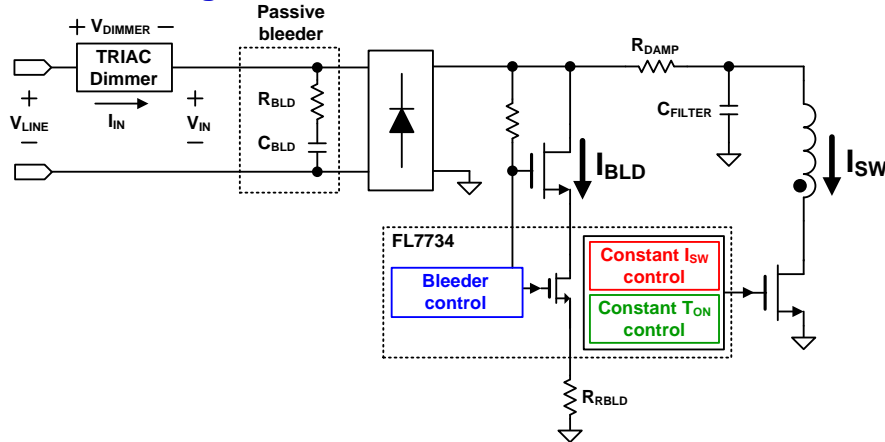 Passive
bleeder
+ VDIMMER −
TRIAC
Dimmer
RDAMP
+
VLINE
−
IIN
+
VIN
−
RBLD
CBLD
CFILTER
IBLD
ISW
FL7734
Bleeder
control
Constant ISW
control
Constant TON
control
RRBLD